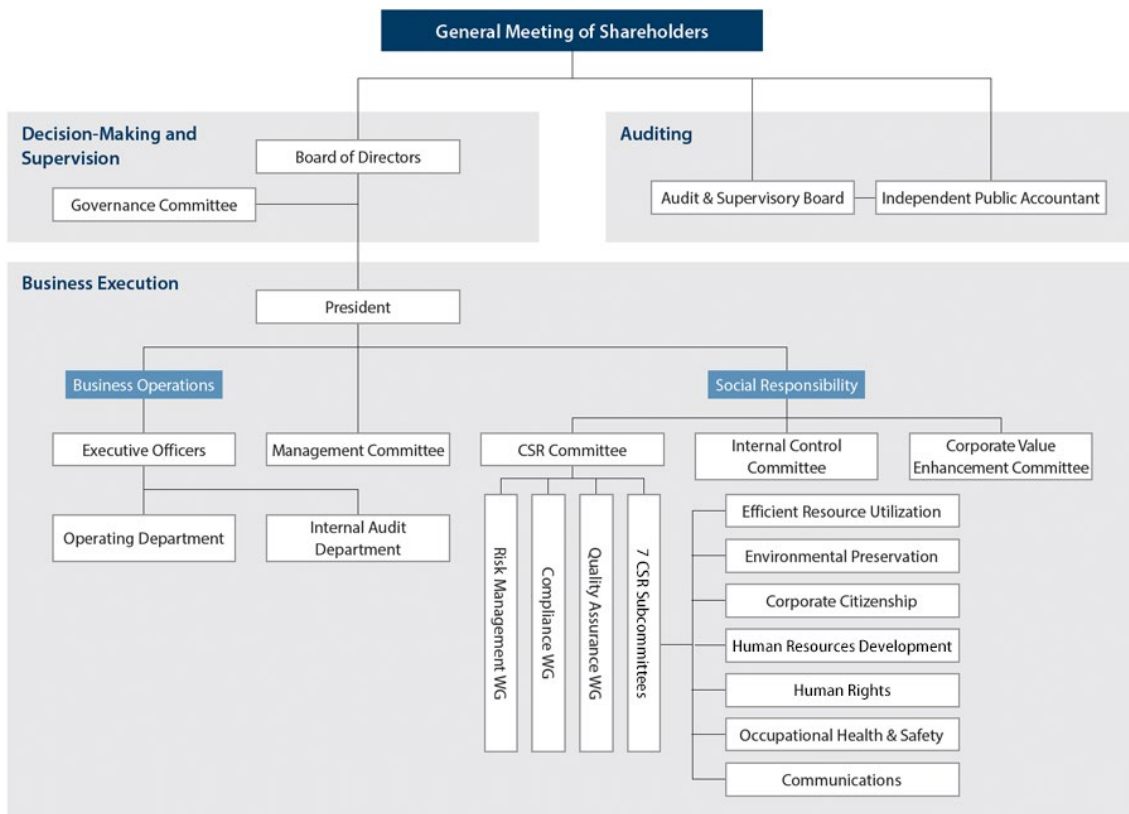 General Meeting of Shareholders
Decision-Making and
Supervision
Board of Directors
Governance Committee
Auditing
Audit & Supervisory Board
Independent Public Accountant
Business Execution
President
Business Operations
Social Responsibility
Executive Officers
Management Committee
CSR Committee
Internal Control
Committee
Corporate Value
Enhancement Committee
Operating Department
Internal Audit
Department
Risk Management WG
Compliance WG
Quality Assurance WG
7 CSR Subcommittees
Efficient Resource Utilization
Environmental Preservation
Corporate Citizenship
Human Resources Development
Human Rights
Occupational Health & Safety
Communications